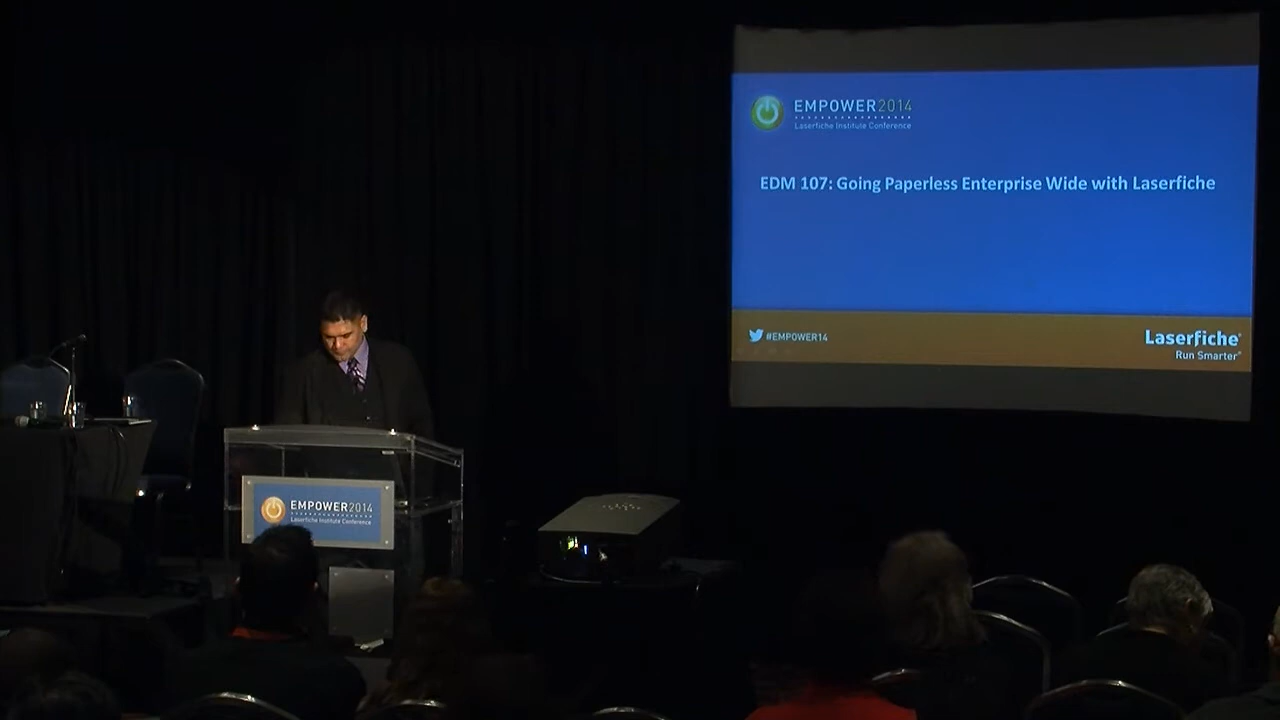 EMPOWER2014
Laserfiche Institute Conference
EDM 107: Going Paperless Enterprise Wide with Laserfiche
#EMPOWER14
Laserfiche®
Run Smarter®
EMPOWER2014
Laserfiche Institute Conference